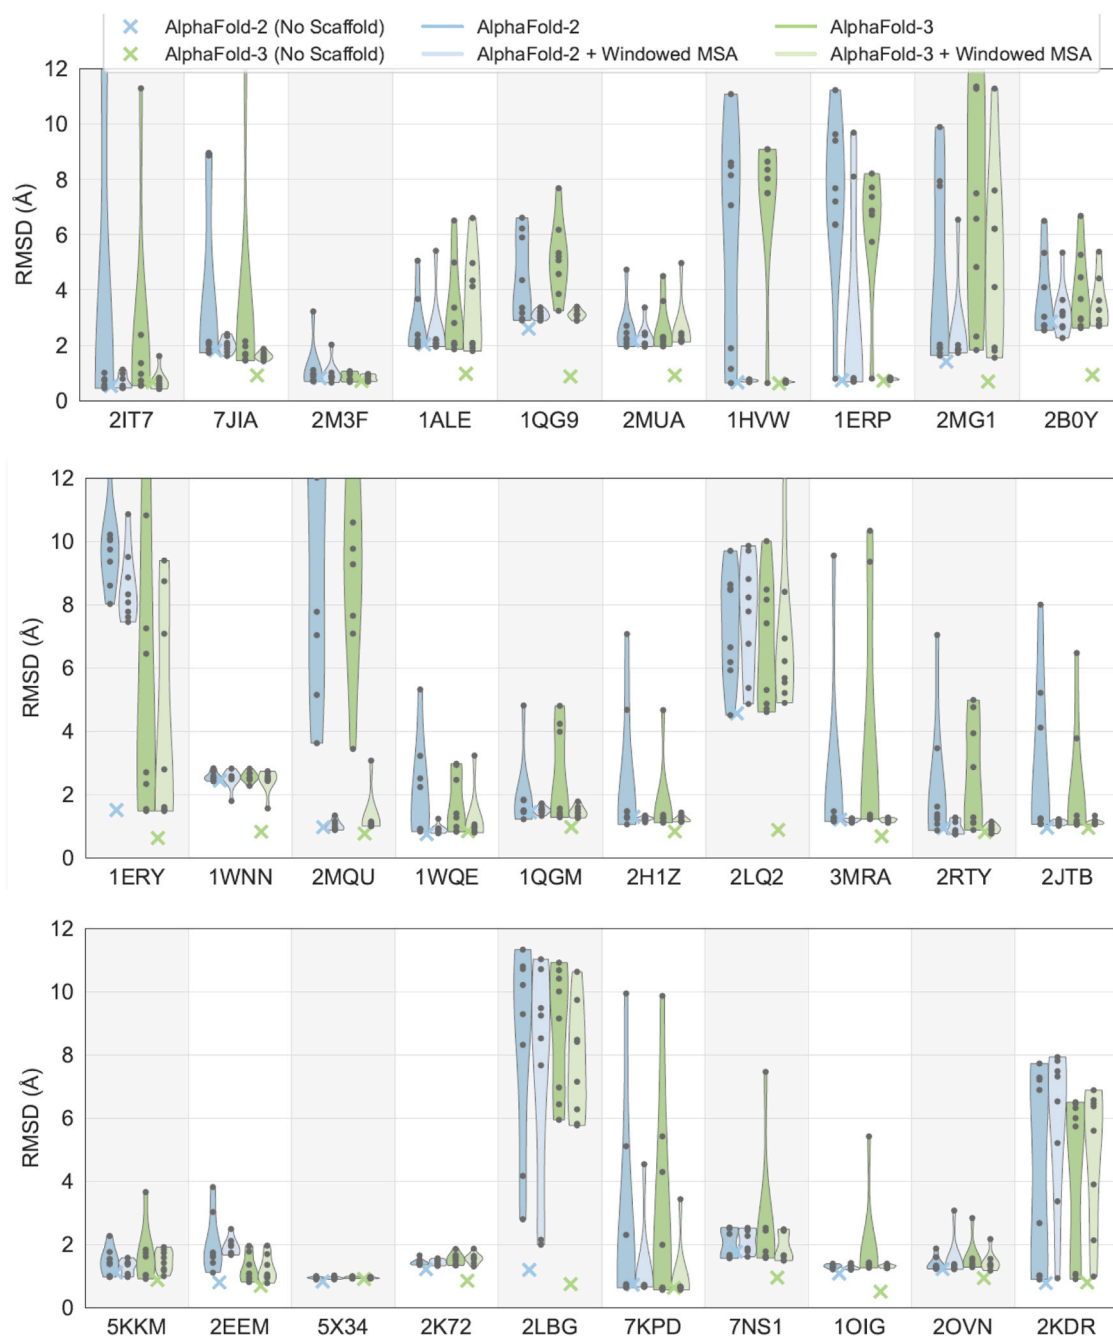 AlphaFold-2 (No Scaffold) AlphaFold-2 AlphaFold-3
AlphaFold-3 (No Scaffold) AlphaFold-2 + Windowed MSA AlphaFold-3 + Windowed MSA
12
10
8
6
4
2
0
RMSD (Å)
2IT7 7JIA 2M3F 1ALE 1QG9 2MUA 1HVW 1ERP 2MG1 2B0Y
12
10
8
6
4
2
0
RMSD (Å)
1ERY 1WNN 2MQU 1WQE 1QGM 2H1Z 2LQ2 3MRA 2RTY 2JTB
12
10
8
6
4
2
0
RMSD (Å)
5KKM 2EEM 5X34 2K72 2LBG 7KPD 7NS1 1OIG 2OVN 2KDR